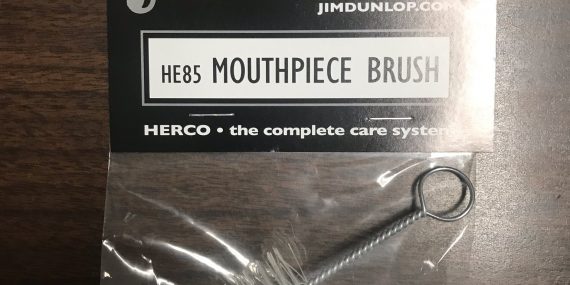 JIMDUNLOP.COM
HE85 MOUTHPIECE BRUSH
HERCO • the complete care system